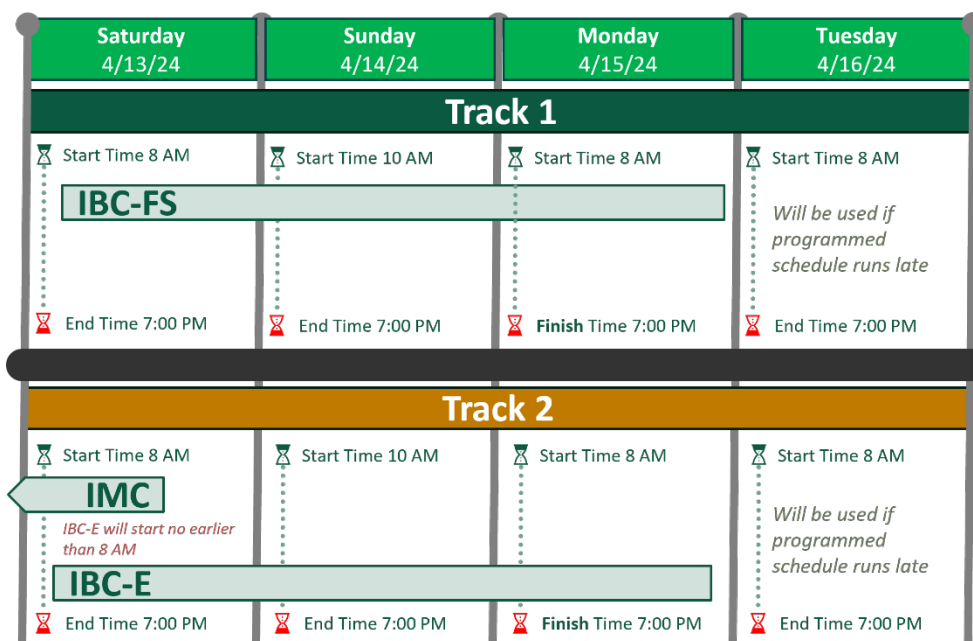 Saturday
4/13/24
Sunday
4/14/24
Monday
4/15/24
Tuesday
4/16/24
Track 1
Start Time 8 AM
Start Time 10 AM
Start Time 8 AM
Start Time 8 AM
IBC-FS
Will be used if
programmed
schedule runs late
End Time 7:00 PM
End Time 7:00 PM
Finish Time 7:00 PM
End Time 7:00 PM
Track 2
Start Time 8 AM
Start Time 10 AM
Start Time 8 AM
Start Time 8 AM
IMC
IBC-E will start no earlier
than 8 AM
Will be used if
programmed
schedule runs late
IBC-E
End Time 7:00 PM
End Time 7:00 PM
Finish Time 7:00 PM
End Time 7:00 PM